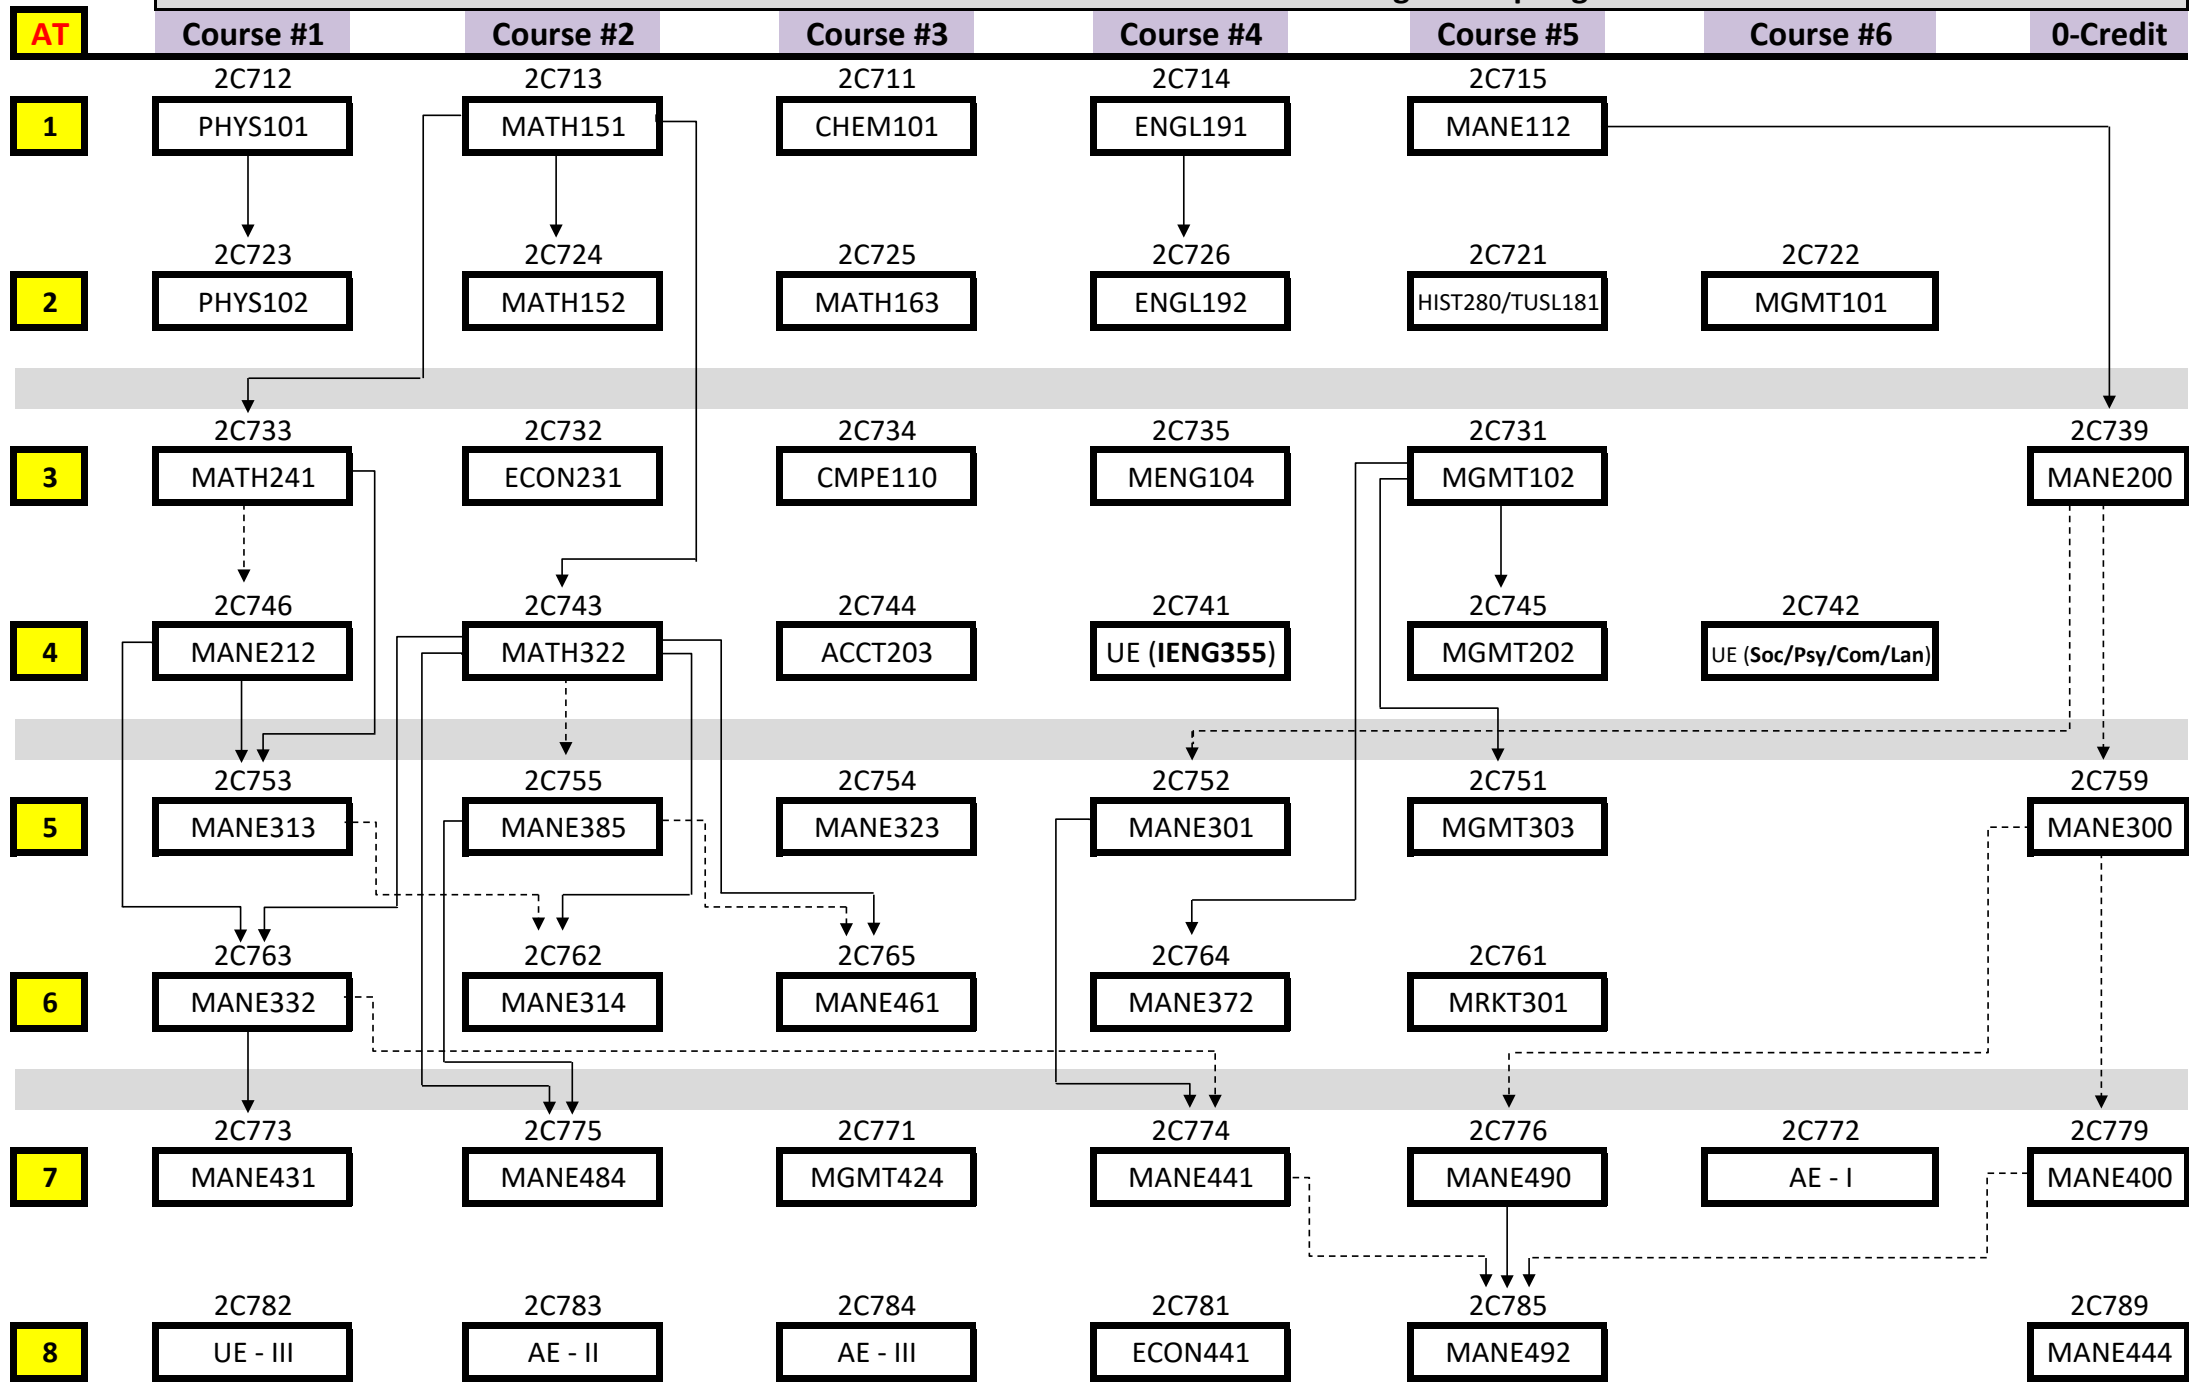 AT Course #1 Course #2 Course #3 Course #4 Course #5 Course #6 0-Credit
2C712 2C713 2C711 2C714 2C715
1 PHYS101 MATH151 CHEM101 ENGL191 MANE112
2C723 2C724 2C725 2C726 2C721 2C722
2 PHYS102 MATH152 MATH163 ENGL192 HIST280/TUSL181 MGMT101
2C733 2C732 2C734 2C735 2C731 2C739
3 MATH241 ECON231 CMPE110 MENG104 MGMT102 MANE200
2C746 2C743 2C744 2C741 2C745 2C742
4 MANE212 MATH322 ACCT203 UE (IENG355) MGMT202 UE (Soc/Psy/Com/Lan)
2C753 2C755 2C754 2C752 2C751 2C759
5 MANE313 MANE385 MANE323 MANE301 MGMT303 MANE300
2C763 2C762 2C765 2C764 2C761
6 MANE332 MANE314 MANE461 MANE372 MRKT301
2C773 2C775 2C771 2C774 2C776 2C772 2C779
7 MANE431 MANE484 MGMT424 MANE441 MANE490 AE - I MANE400
2C782 2C783 2C784 2C781 2C785 2C789
8 UE - III AE - II AE - III ECON441 MANE492 MANE444